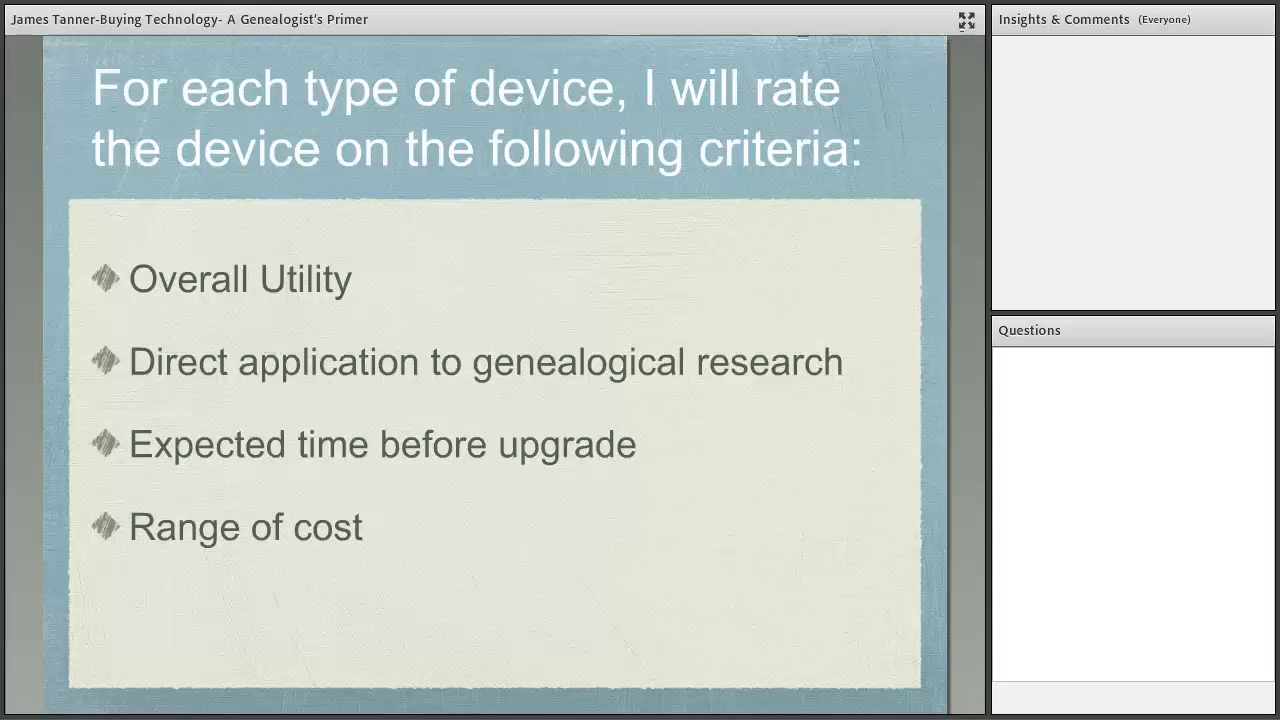 James Tanner-Buying Technology- A Genealogist's Primer
For each type of device, I will rate
the device on the following criteria:
Overall Utility
Direct application to genealogical research
Expected time before upgrade
Range of cost
Insights & Comments (Everyone)
Questions